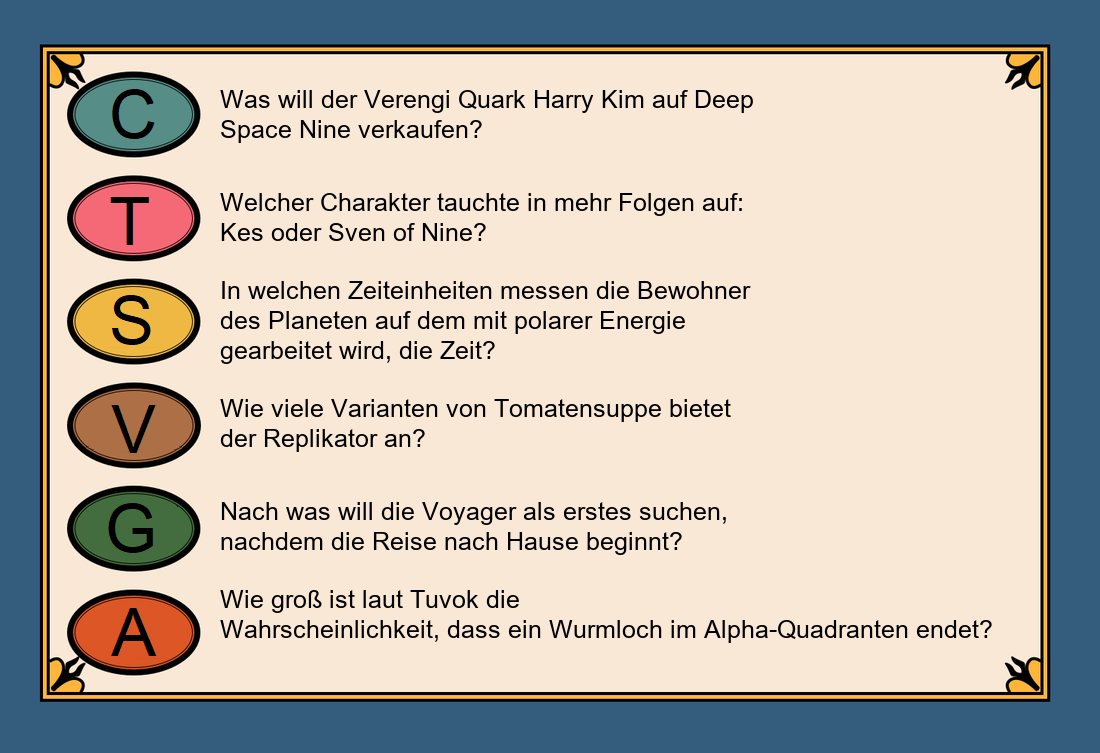 C
Was will der Verengi Quark Harry Kim auf Deep
Space Nine verkaufen?
T
Welcher Charakter tauchte in mehr Folgen auf:
Kes oder Sven of Nine?
S
In welchen Zeiteinheiten messen die Bewohner
des Planeten auf dem mit polarer Energie
gearbeitet wird, die Zeit?
V
Wie viele Varianten von Tomatensuppe bietet
der Replikator an?
G
Nach was will die Voyager als erstes suchen,
nachdem die Reise nach Hause beginnt?
A
Wie groß ist laut Tuvok die
Wahrscheinlichkeit, dass ein Wurmloch im Alpha-Quadranten endet?